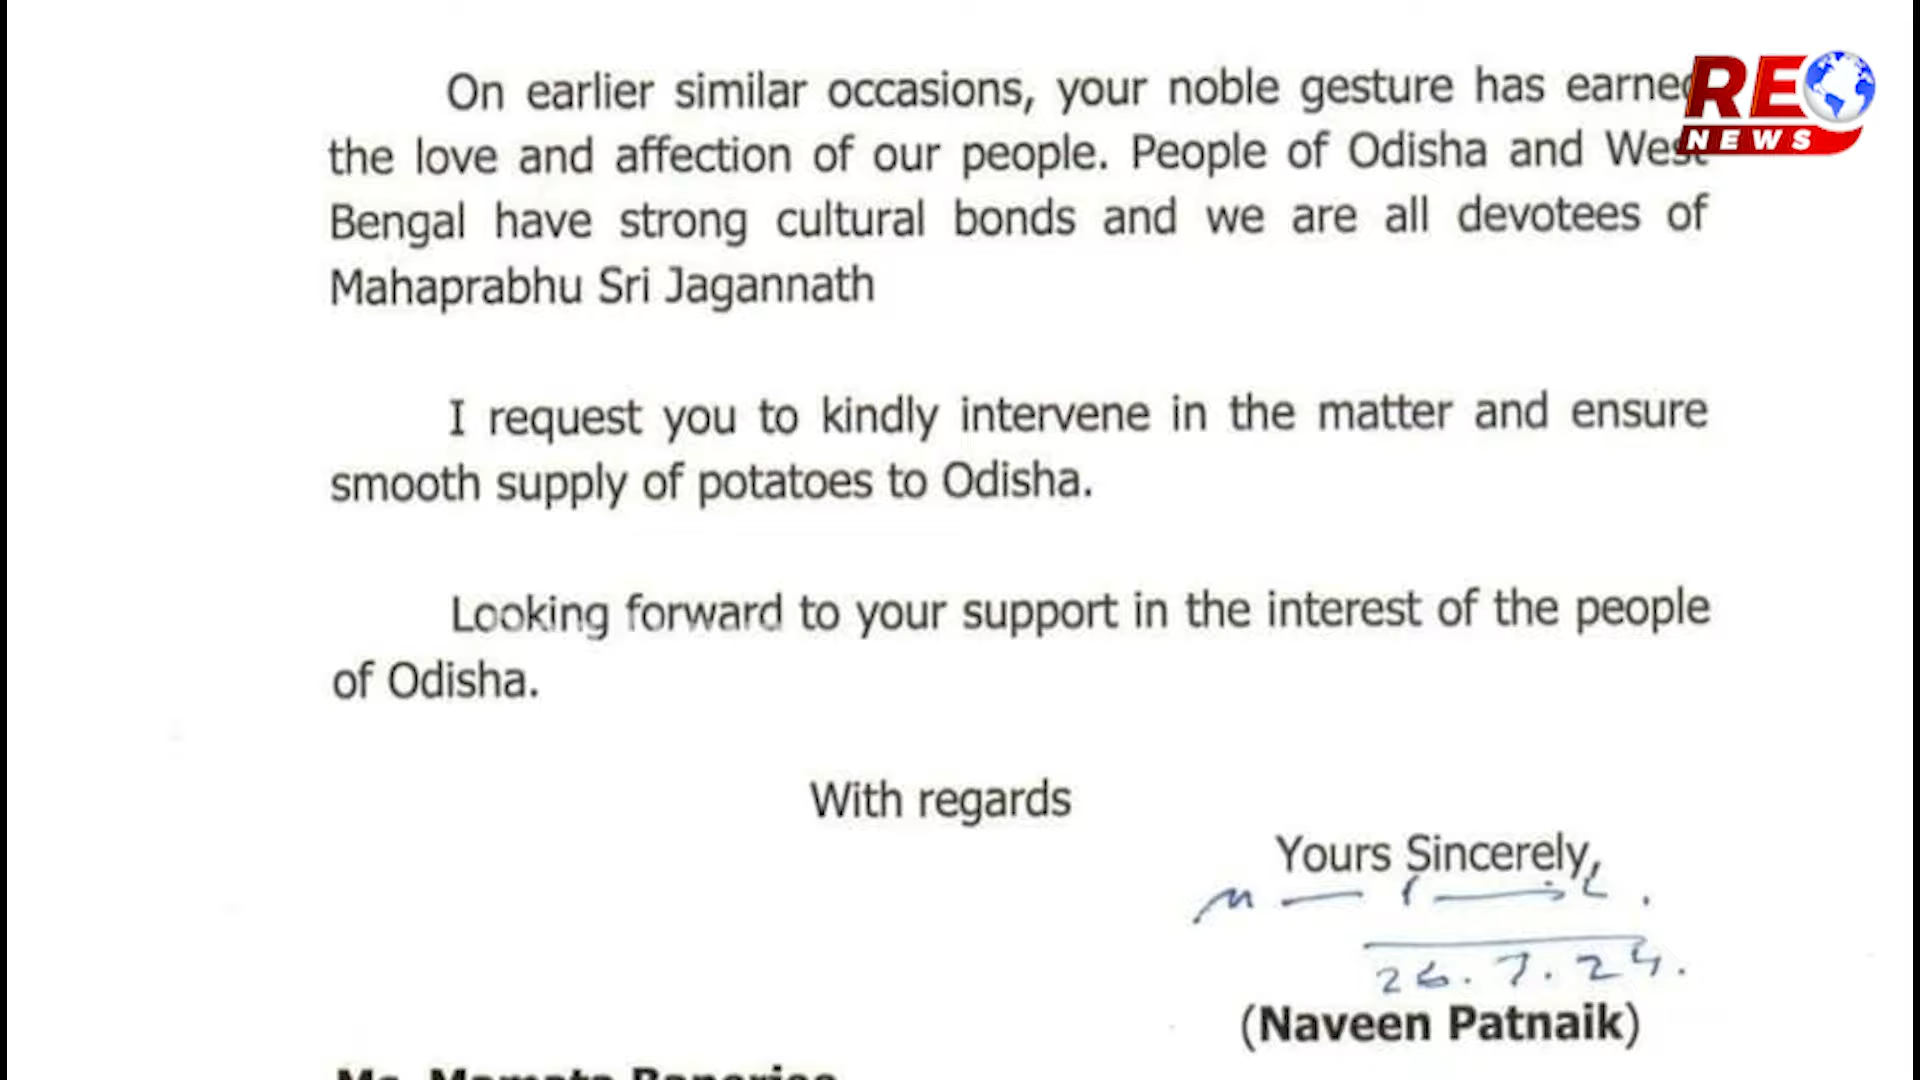 On earlier similar occasions, your noble gesture has earned
the love and affection of our people. People of Odisha and West
Bengal have strong cultural bonds and we are all devotees of
Mahaprabhu Sri Jagannath
I request you to kindly intervene in the matter and ensure
smooth supply of potatoes to Odisha.
Looking forward to your support in the interest of the people
of Odisha.
With regards
Yours Sincerely,
26.7.24.
(Naveen Patnaik)
Ms. Mamata Banerjee
REO
NEWS